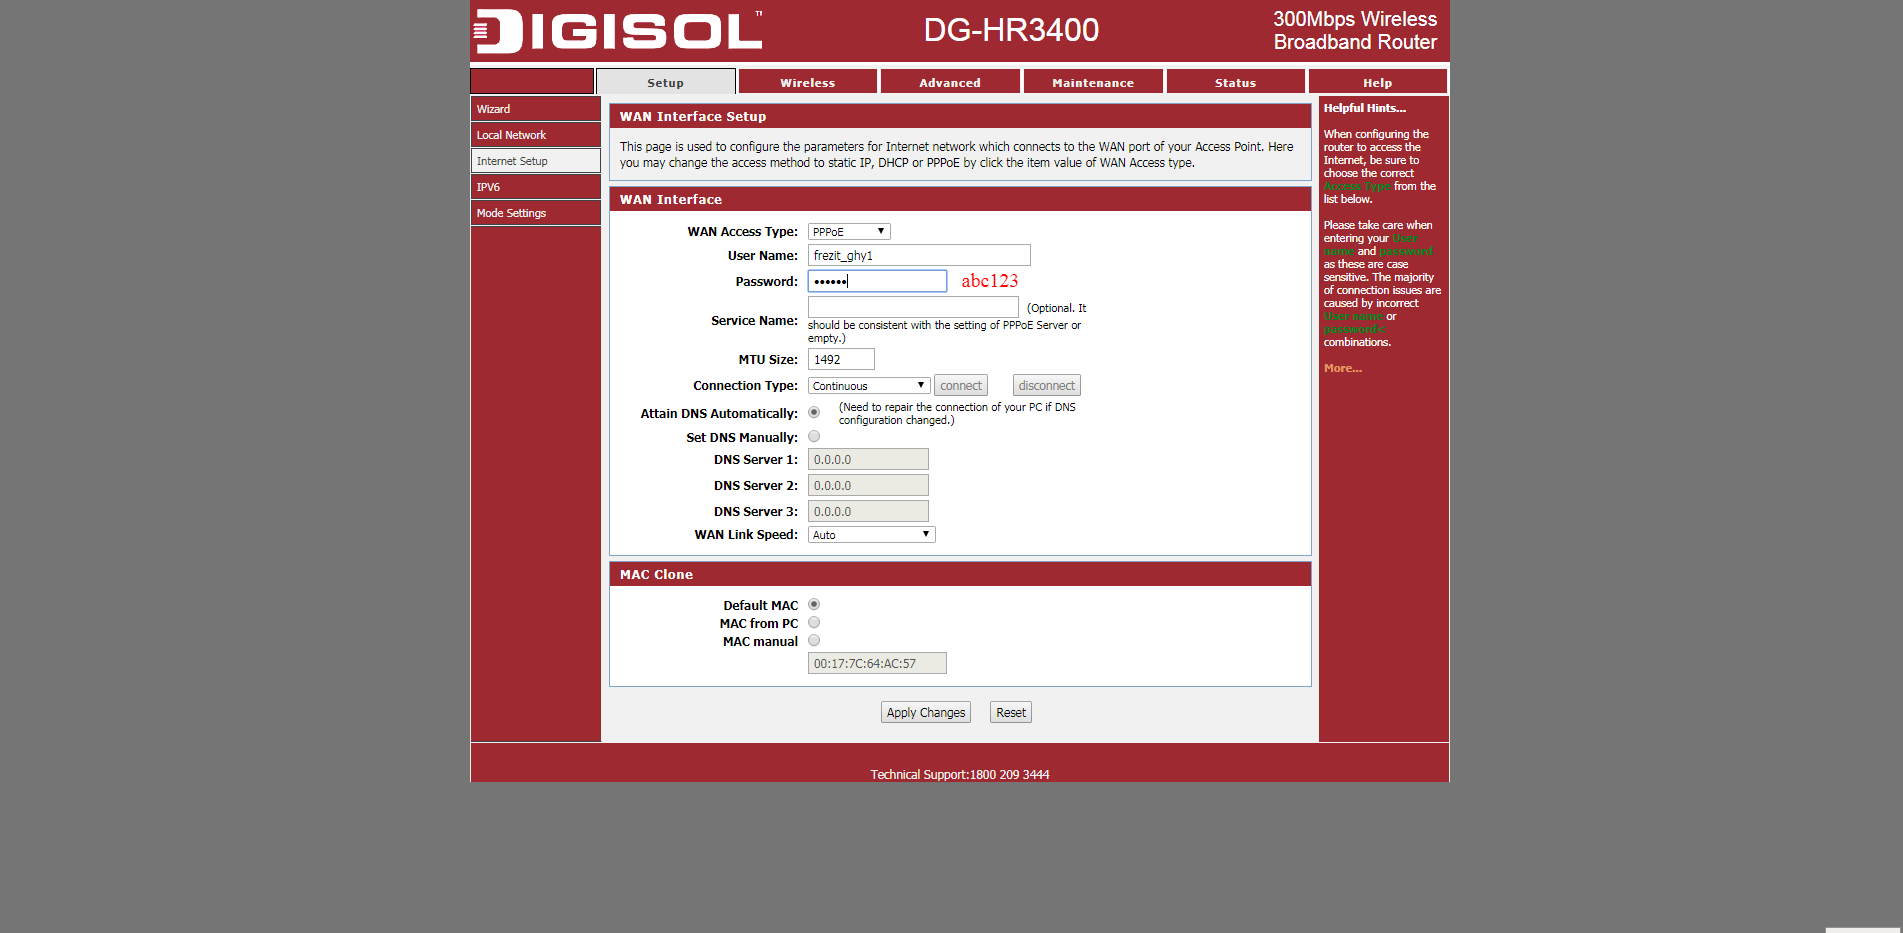 DIGISOL™
DG-HR3400
300Mbps Wireless
Broadband Router
Setup
Wireless
Advanced
Maintenance
Status
Help
Wizard
Local Network
Internet Setup
IPV6
Mode Settings
WAN Interface Setup
This page is used to configure the parameters for Internet network which connects to the WAN port of your Access Point. Here
you may change the access method to static IP, DHCP or PPPoE by click the item value of WAN Access type.
WAN Interface
WAN Access Type: PPPoE
User Name: frezit_ghy1
Password: •••••• abc123
Service Name: (Optional. It
should be consistent with the setting of PPPoE Server or
empty.)
MTU Size: 1492
Connection Type: Continuous connect disconnect
Attain DNS Automatically: (Need to repair the connection of your PC if DNS
configuration changed.)
Set DNS Manually:
DNS Server 1: 0.0.0.0
DNS Server 2: 0.0.0.0
DNS Server 3: 0.0.0.0
WAN Link Speed: Auto
MAC Clone
Default MAC
MAC from PC
MAC manual
00:17:7C:64:AC:57
Apply Changes Reset
Helpful Hints...
When configuring the
router to access the
Internet, be sure to
choose the correct
Access Type from the
list below.
Please take care when
entering your User
name and password
as these are case
sensitive. The majority
of connection issues are
caused by incorrect
User name or
password<
combinations.
More...
Technical Support:1800 209 3444